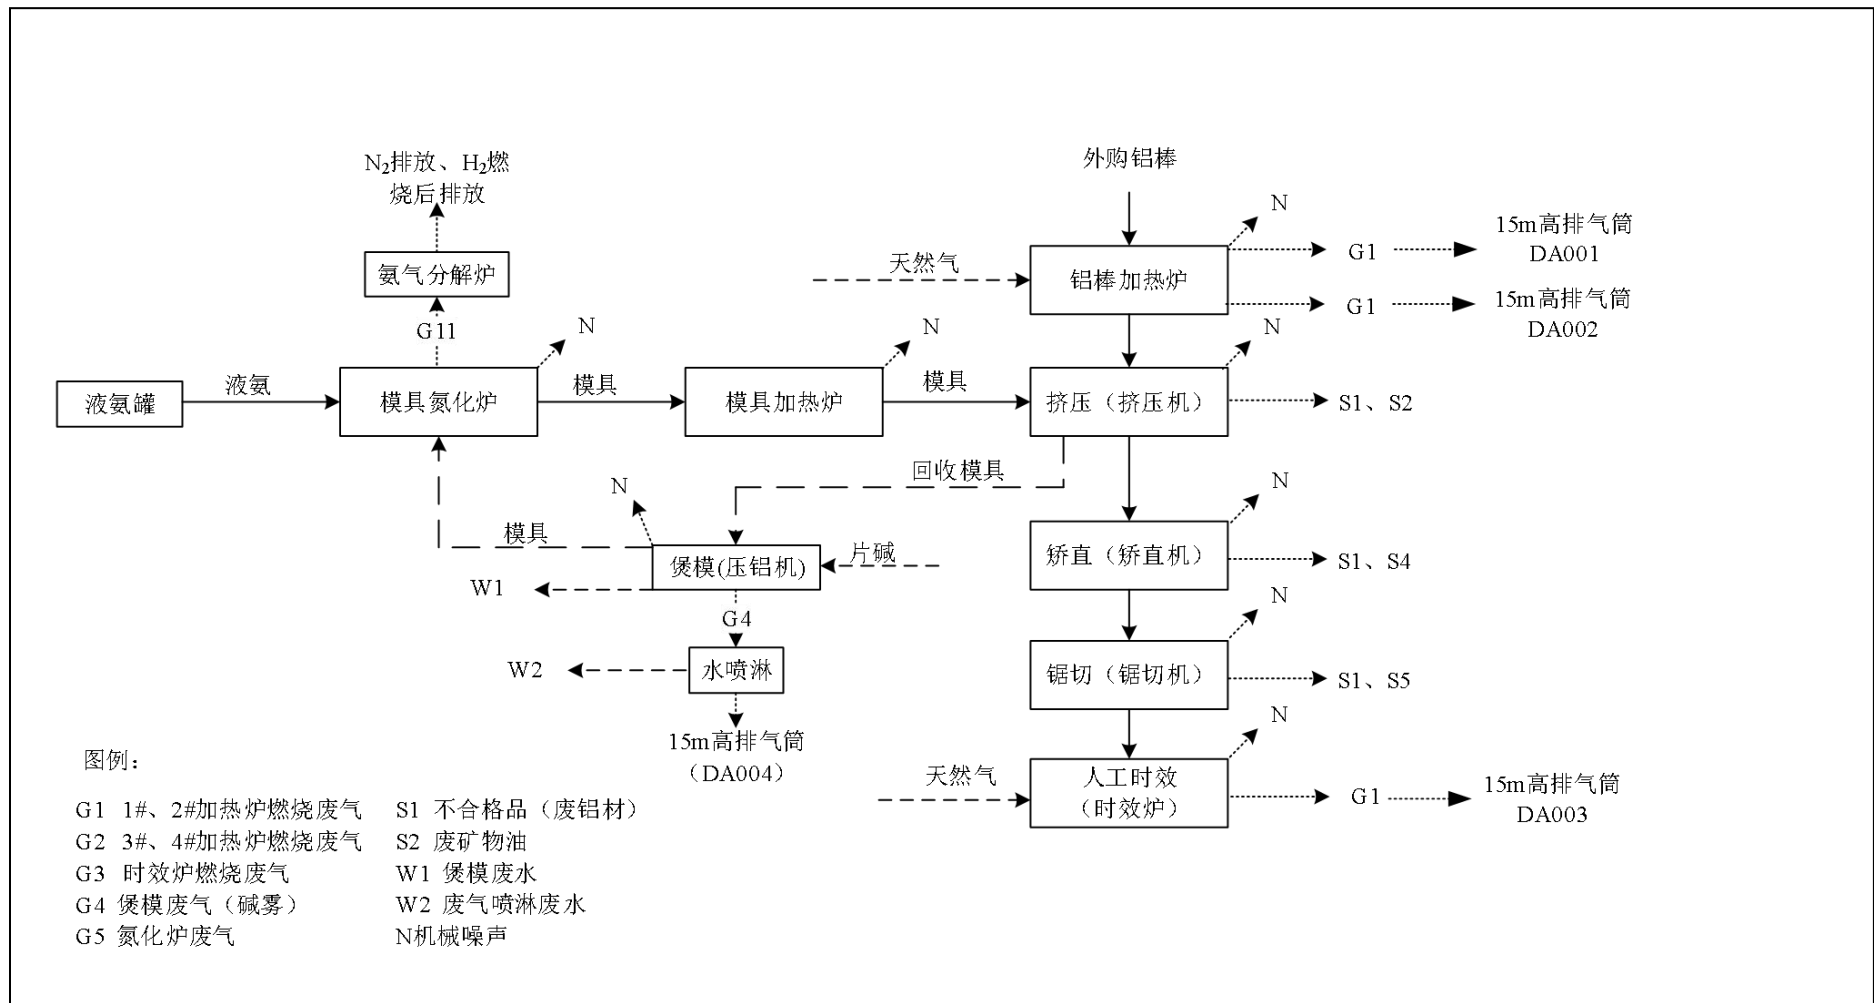 N₂排放、H₂燃
烧后排放
外购铝棒
N
15m高排气筒
DA001
G1
天然气
氨气分解炉
铝棒加热炉
G1
15m高排气筒
DA002
G11
N
N
N
液氨罐
液氨
模具氮化炉
模具
模具加热炉
模具
挤压（挤压机）
S1、S2
回收模具
N
N
模具
煲模(压铝机)
片碱
矫直（矫直机）
S1、S4
W1
G4
N
W2
水喷淋
锯切（锯切机）
S1、S5
N
15m高排气筒
（DA004）
天然气
人工时效
（时效炉）
G1
15m高排气筒
DA003
图例：
G1 1#、2#加热炉燃烧废气
S1 不合格品（废铝材）
G2 3#、4#加热炉燃烧废气
S2 废矿物油
G3 时效炉燃烧废气
W1 煲模废水
G4 煲模废气（碱雾）
W2 废气喷淋废水
G5 氮化炉废气
N机械噪声